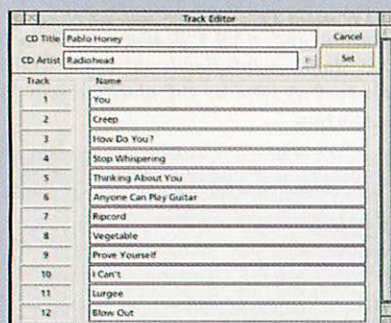 Track Editor
CD Title Pablo Honey Cancel
CD Artist Radiohead Set
Track Name
1 You
2 Creep
3 How Do You?
4 Stop Whispering
5 Thinking About You
6 Anyone Can Play Guitar
7 Ripcord
8 Vegetable
9 Prove Yourself
10 I Can't
11 Lurgee
12 Blow Out